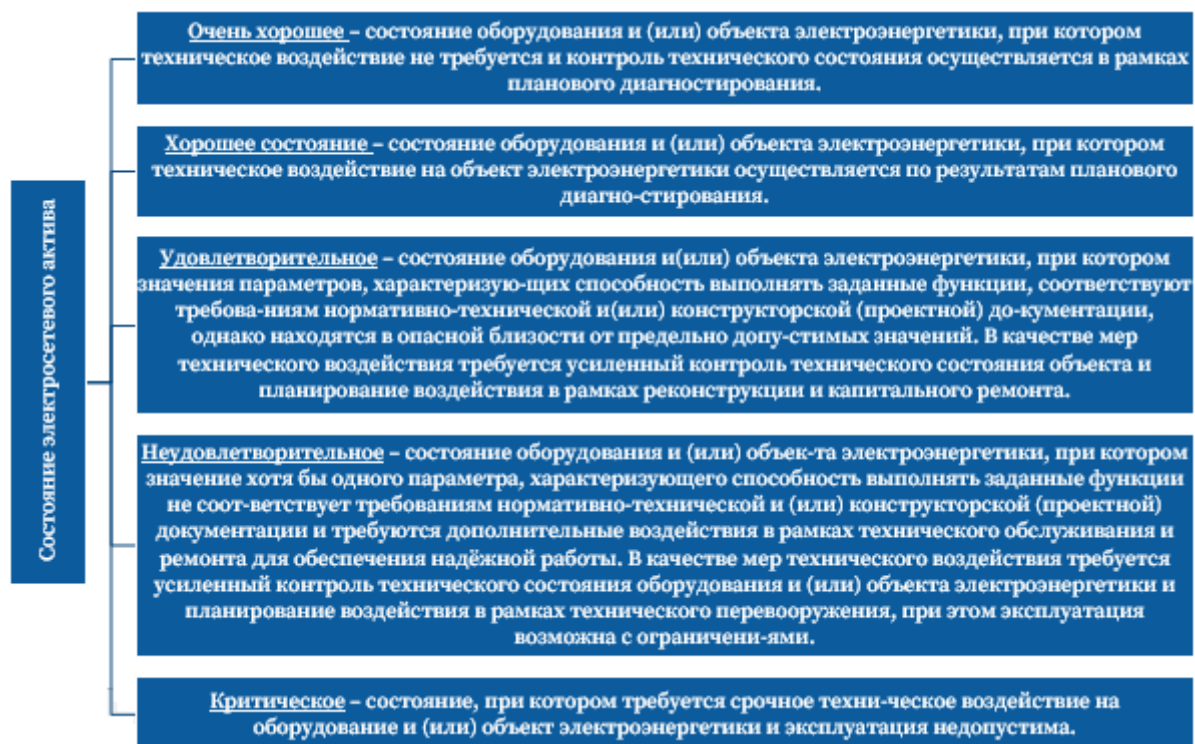 Состояние электросетевого актива
Очень хорошее – состояние оборудования и (или) объекта электроэнергетики, при котором
техническое воздействие не требуется и контроль технического состояния осуществляется в рамках
планового диагностирования.
Хорошее состояние – состояние оборудования и (или) объекта электроэнергетики, при котором
техническое воздействие на объект электроэнергетики осуществляется по результатам планового
диагно-стирования.
Удовлетворительное – состояние оборудования и(или) объекта электроэнергетики, при котором
значения параметров, характеризую-щих способность выполнять заданные функции, соответствуют
требова-ниям нормативно-технической и(или) конструкторской (проектной) до-кументации,
однако находятся в опасной близости от предельно допу-стимых значений. В качестве мер
технического воздействия требуется усиленный контроль технического состояния объекта и
планирование воздействия в рамках реконструкции и капитального ремонта.
Неудовлетворительное – состояние оборудования и (или) объек-та электроэнергетики, при котором
значение хотя бы одного параметра, характеризующего способность выполнять заданные функции
не соот-ветствует требованиям нормативно-технической и (или) конструкторской (проектной)
документации и требуются дополнительные воздействия в рамках технического обслуживания и
ремонта для обеспечения надёжной работы. В качестве мер технического воздействия требуется
усиленный контроль технического состояния оборудования и (или) объекта электроэнергетики и
планирование воздействия в рамках технического перевооружения, при этом эксплуатация
возможна с ограничени-ями.
Критическое – состояние, при котором требуется срочное техни-ческое воздействие на
оборудование и (или) объект электроэнергетики и эксплуатация недопустима.